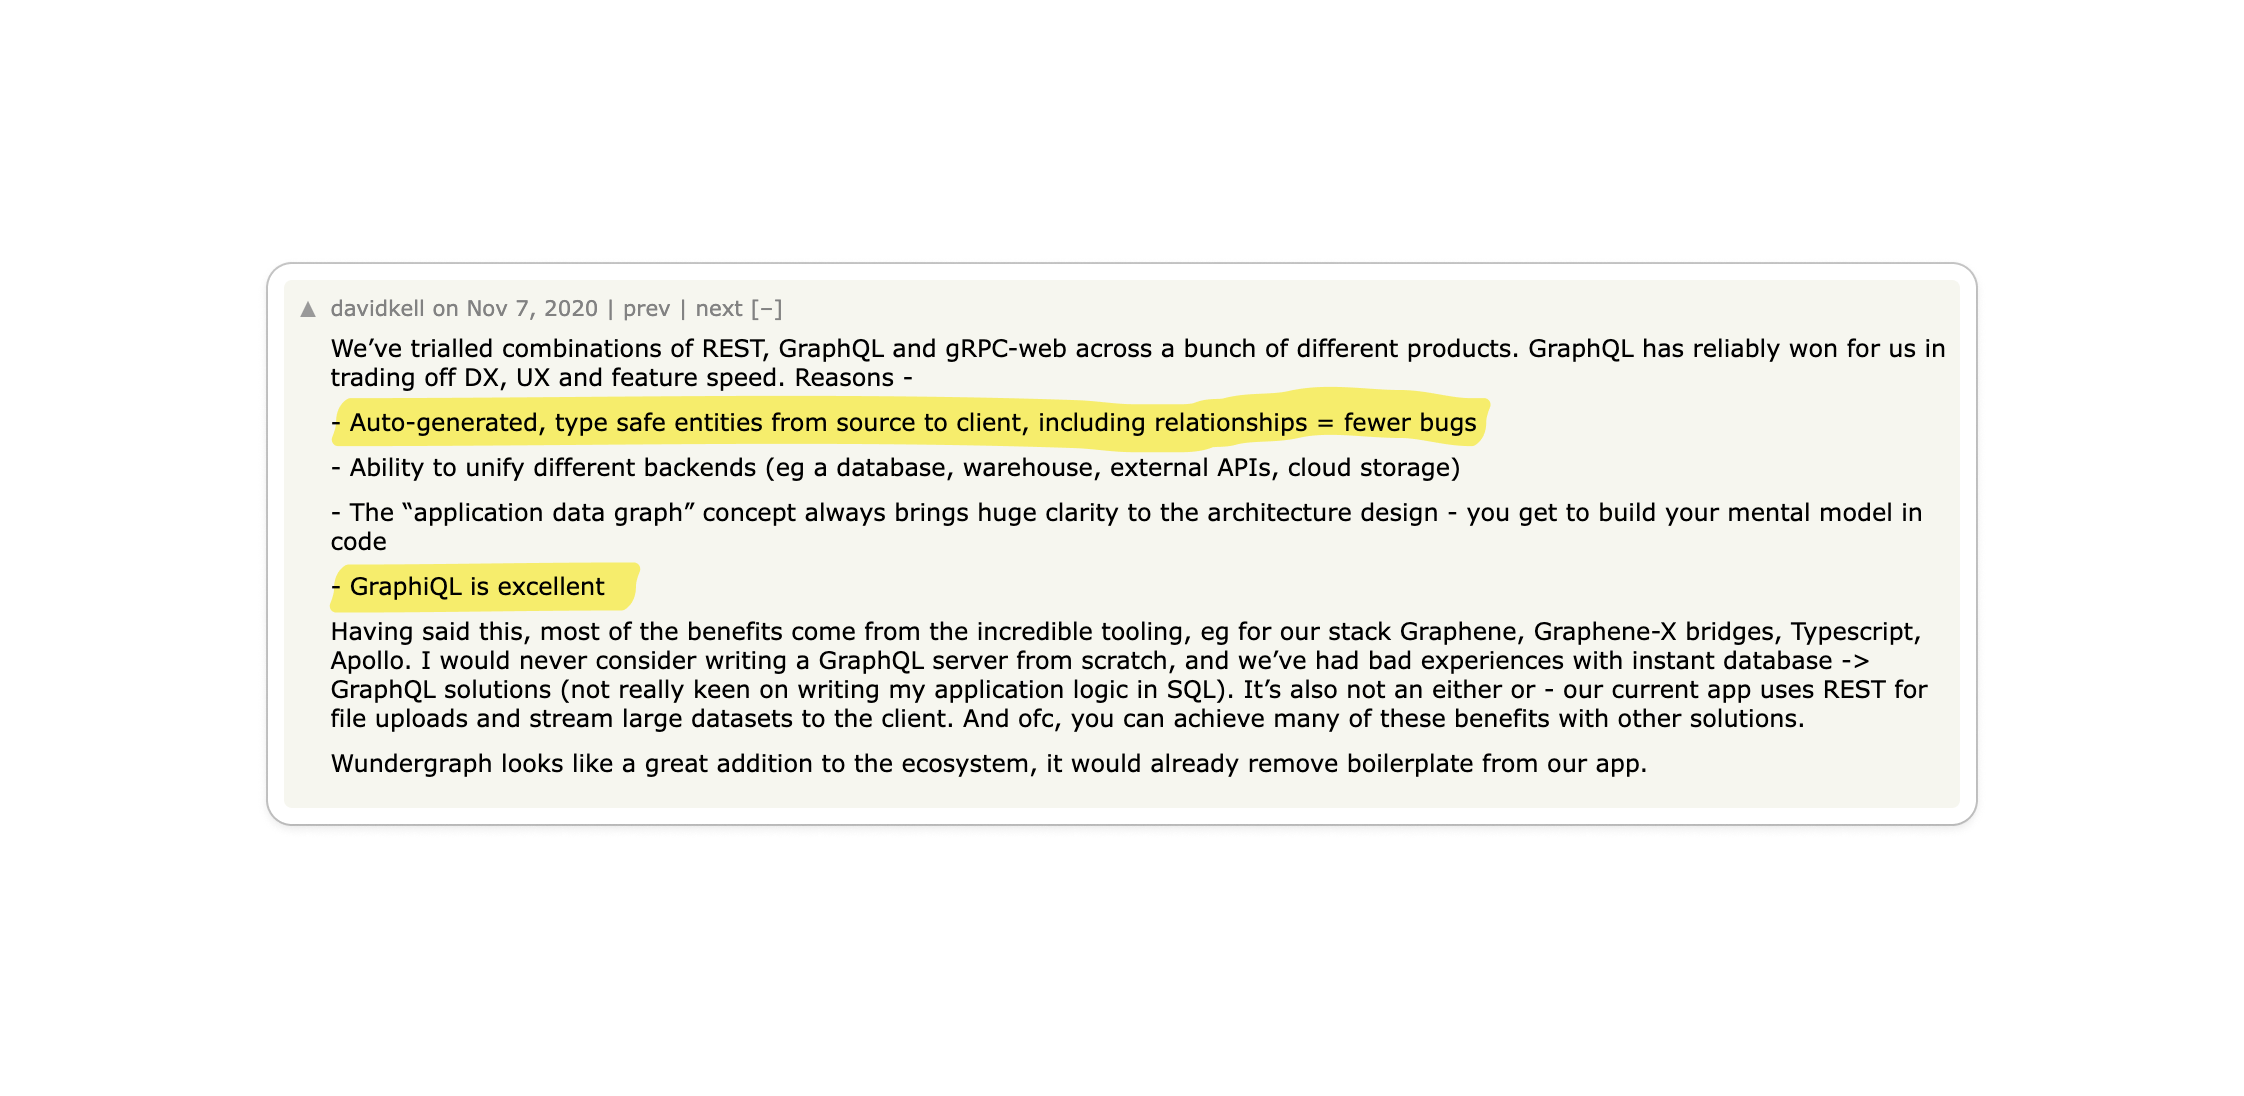 ▲ davidkell on Nov 7, 2020 | prev | next [–]
We’ve trialled combinations of REST, GraphQL and gRPC-web across a bunch of different products. GraphQL has reliably won for us in
trading off DX, UX and feature speed. Reasons -
- Auto-generated, type safe entities from source to client, including relationships = fewer bugs
- Ability to unify different backends (eg a database, warehouse, external APIs, cloud storage)
- The “application data graph” concept always brings huge clarity to the architecture design - you get to build your mental model in
code
- GraphiQL is excellent
Having said this, most of the benefits come from the incredible tooling, eg for our stack Graphene, Graphene-X bridges, Typescript,
Apollo. I would never consider writing a GraphQL server from scratch, and we’ve had bad experiences with instant database ->
GraphQL solutions (not really keen on writing my application logic in SQL). It’s also not an either or - our current app uses REST for
file uploads and stream large datasets to the client. And ofc, you can achieve many of these benefits with other solutions.
Wundergraph looks like a great addition to the ecosystem, it would already remove boilerplate from our app.